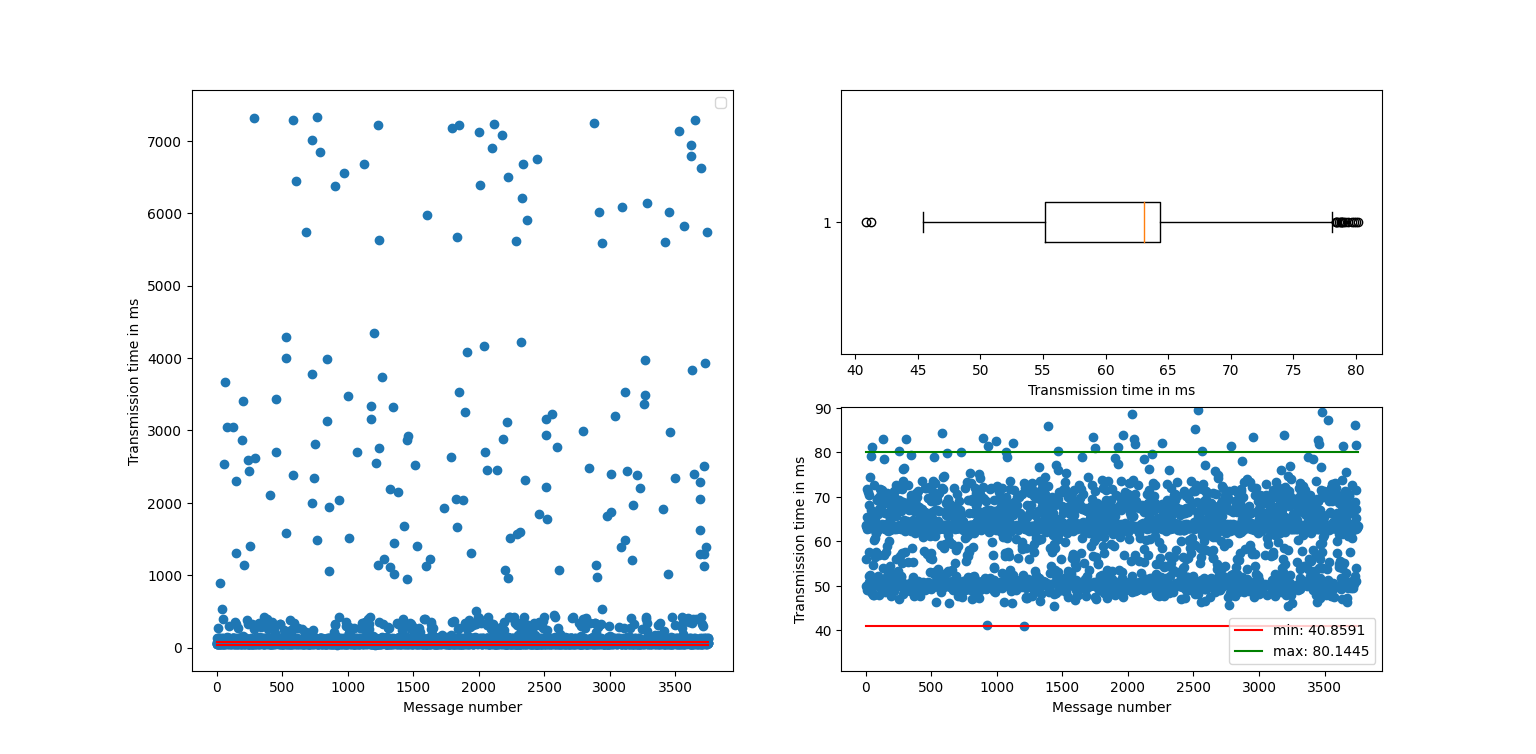 7000
6000
5000
4000
3000
2000
1000
0
Transmission time in ms
0 500 1000 1500 2000 2500 3000 3500
Message number
1
40 45 50 55 60 65 70 75 80
Transmission time in ms
90
80
70
60
50
40
Transmission time in ms
min: 40.8591
max: 80.1445
0 500 1000 1500 2000 2500 3000 3500
Message number